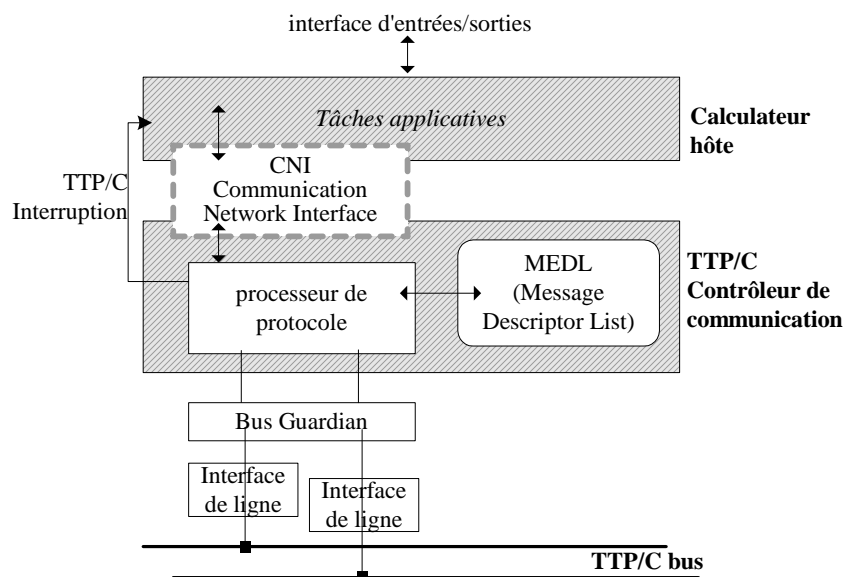 interface d'entrées/sorties
Tâches applicatives
Calculateur
hôte
CNI
Communication
Network Interface
TTP/C
Interruption
processeur de
protocole
MEDL
(Message
Descriptor List)
TTP/C
Contrôleur de
communication
Bus Guardian
Interface
de ligne
Interface
de ligne
TTP/C bus